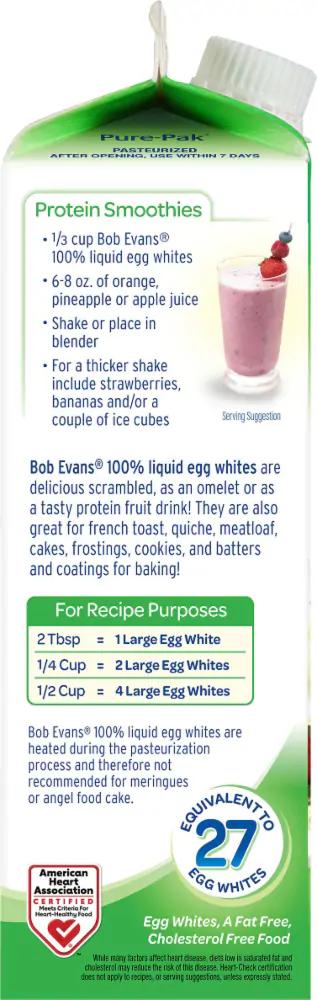 Pure-Pak®
PASTEURIZED
AFTER OPENING, USE WITHIN 7 DAYS
Protein Smoothies
• 1/3 cup Bob Evans®
100% liquid egg whites
• 6-8 oz. of orange,
pineapple or apple juice
• Shake or place in
blender
• For a thicker shake
include strawberries,
bananas and/or a
couple of ice cubes
Serving Suggestion
Bob Evans® 100% liquid egg whites are
delicious scrambled, as an omelet or as
a tasty protein fruit drink! They are also
great for french toast, quiche, meatloaf,
cakes, frostings, cookies, and batters
and coatings for baking!
For Recipe Purposes
2 Tbsp = 1 Large Egg White
1/4 Cup = 2 Large Egg Whites
1/2 Cup = 4 Large Egg Whites
Bob Evans® 100% liquid egg whites are
heated during the pasteurization
process and therefore not
recommended for meringues
or angel food cake.
EQUIVALENT TO
27
EGG WHITES
American
Heart
Association
CERTIFIED
Meets Criteria For
Heart-Healthy Food
Egg Whites, A Fat Free,
Cholesterol Free Food
While many factors affect heart disease, diets low in saturated fat and
cholesterol may reduce the risk of this disease. Heart-Check certification
does not apply to recipes, or serving suggestions, unless expressly stated.